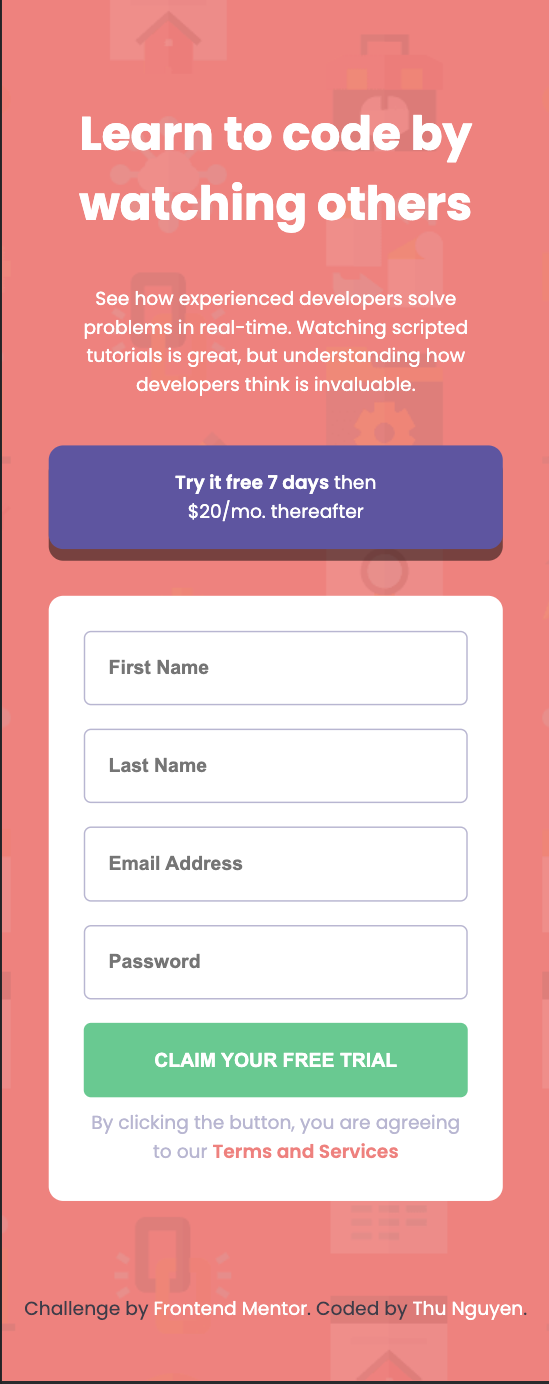 Learn to code by
watching others
See how experienced developers solve
problems in real-time. Watching scripted
tutorials is great, but understanding how
developers think is invaluable.
Try it free 7 days then
$20/mo. thereafter
First Name
Last Name
Email Address
Password
CLAIM YOUR FREE TRIAL
By clicking the button, you are agreeing
to our Terms and Services
Challenge by Frontend Mentor. Coded by Thu Nguyen.